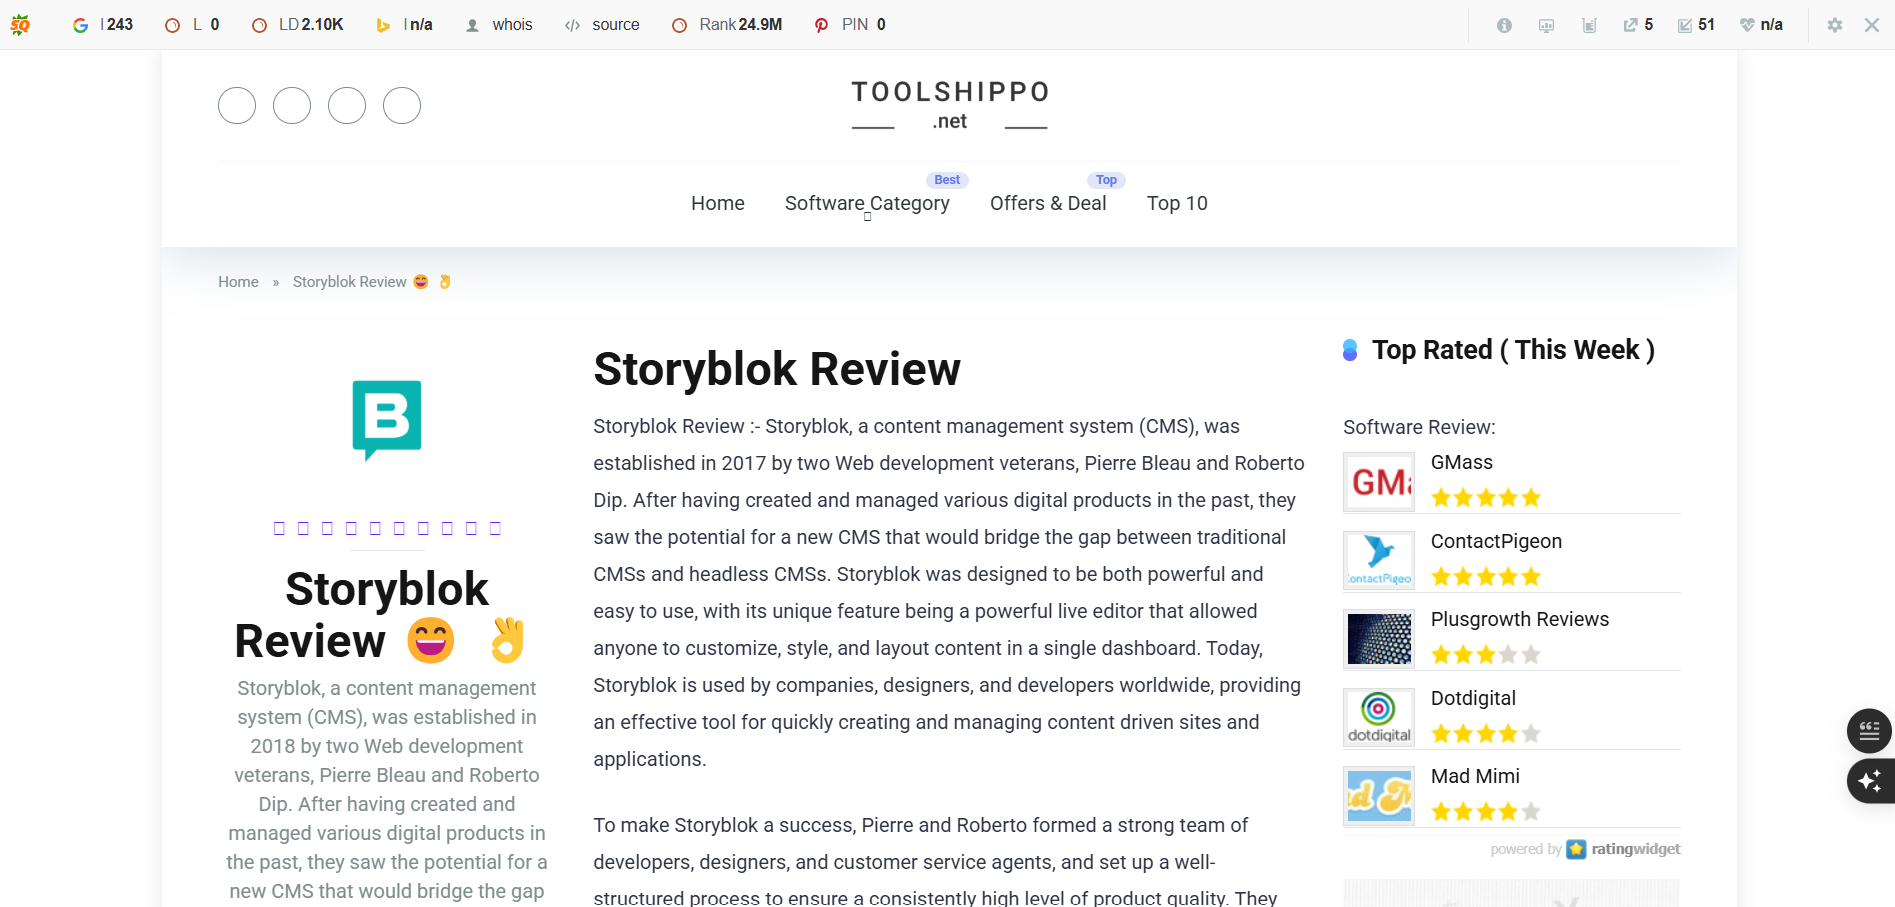 I 243 L 0 LD 2.10K I n/a whois source Rank 24.9M PIN 0 5 51 n/a
TOOLSHIPPO
.net
Best Top
Home Software Category Offers & Deal Top 10
Home » Storyblok Review 😄 👌
Storyblok
Review 😄 👌
Storyblok, a content management
system (CMS), was established in
2018 by two Web development
veterans, Pierre Bleau and Roberto
Dip. After having created and
managed various digital products in
the past, they saw the potential for a
new CMS that would bridge the gap
Storyblok Review
Storyblok Review :- Storyblok, a content management system (CMS), was
established in 2017 by two Web development veterans, Pierre Bleau and Roberto
Dip. After having created and managed various digital products in the past, they
saw the potential for a new CMS that would bridge the gap between traditional
CMSs and headless CMSs. Storyblok was designed to be both powerful and
easy to use, with its unique feature being a powerful live editor that allowed
anyone to customize, style, and layout content in a single dashboard. Today,
Storyblok is used by companies, designers, and developers worldwide, providing
an effective tool for quickly creating and managing content driven sites and
applications.
To make Storyblok a success, Pierre and Roberto formed a strong team of
developers, designers, and customer service agents, and set up a well-
structured process to ensure a consistently high level of product quality. They
Top Rated ( This Week )
Software Review:
GMass
ContactPigeon
Plusgrowth Reviews
Dotdigital
dotdigital
Mad Mimi
powered by ratingwidget